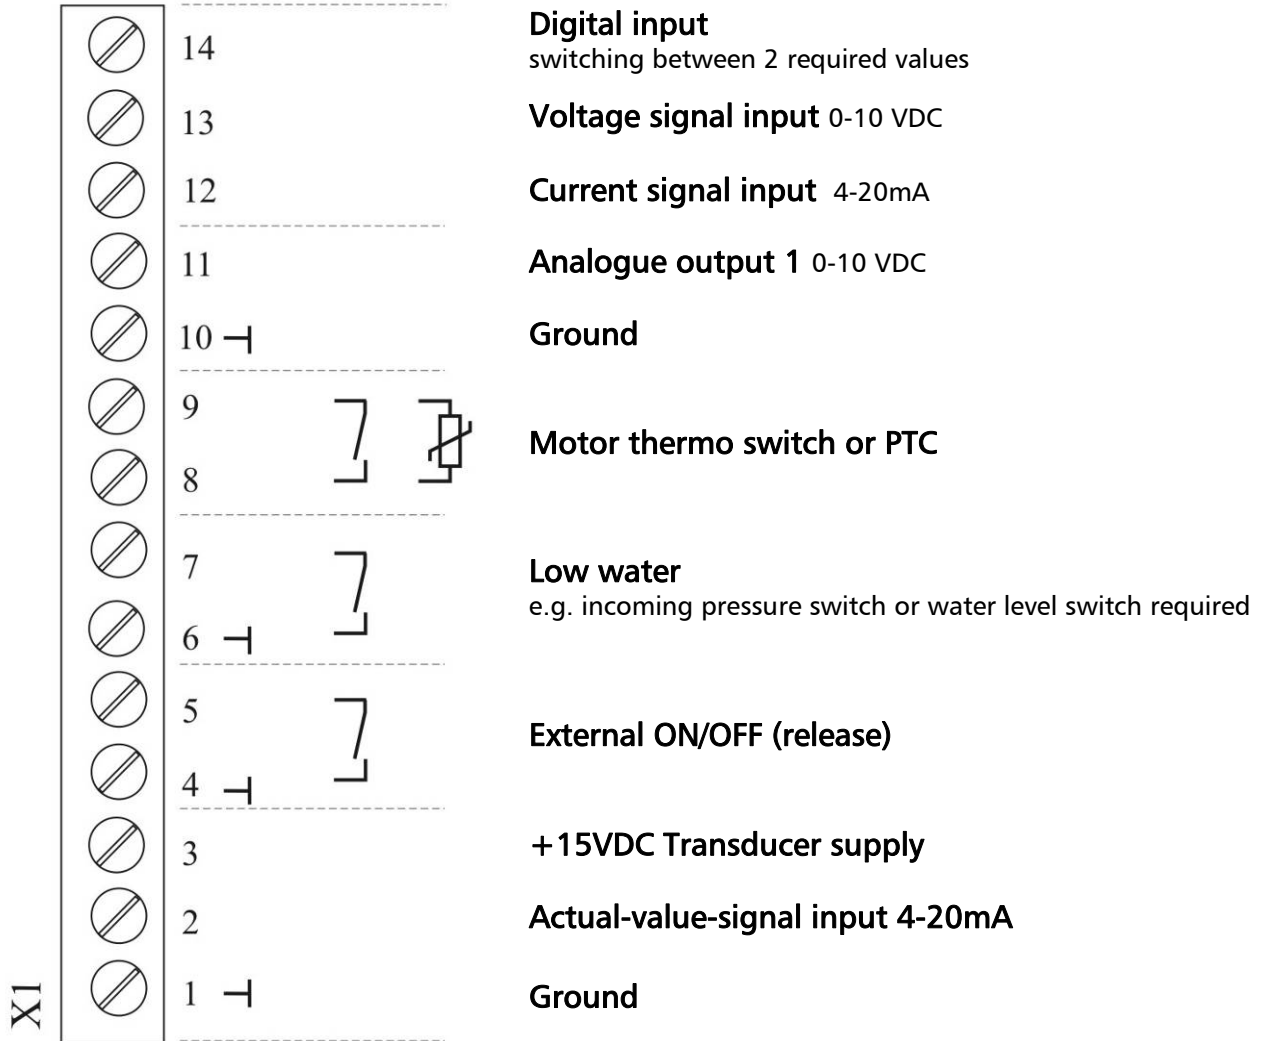 14 Digital input
switching between 2 required values
13 Voltage signal input 0-10 VDC
12 Current signal input 4-20mA
11 Analogue output 1 0-10 VDC
10 Ground
9
Motor thermo switch or PTC
8
7 Low water
e.g. incoming pressure switch or water level switch required
6
5
External ON/OFF (release)
4
3 +15VDC Transducer supply
2 Actual-value-signal input 4-20mA
1 Ground
X1